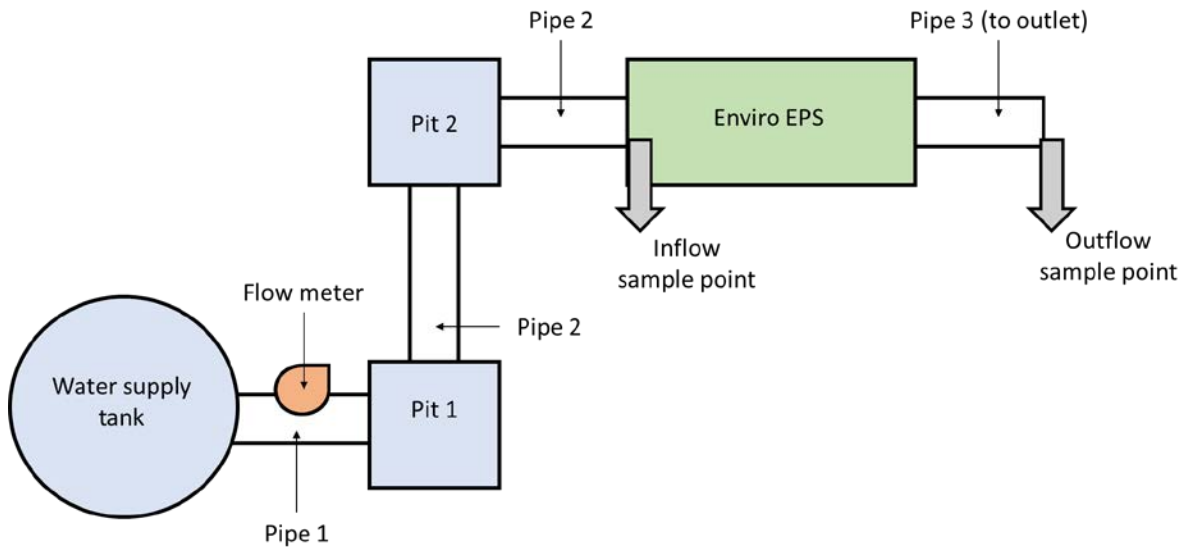 Pipe 2
Pipe 3 (to outlet)
Pit 2
Enviro EPS
Inflow
sample point
Outflow
sample point
Flow meter
Pipe 2
Water supply
tank
Pit 1
Pipe 1